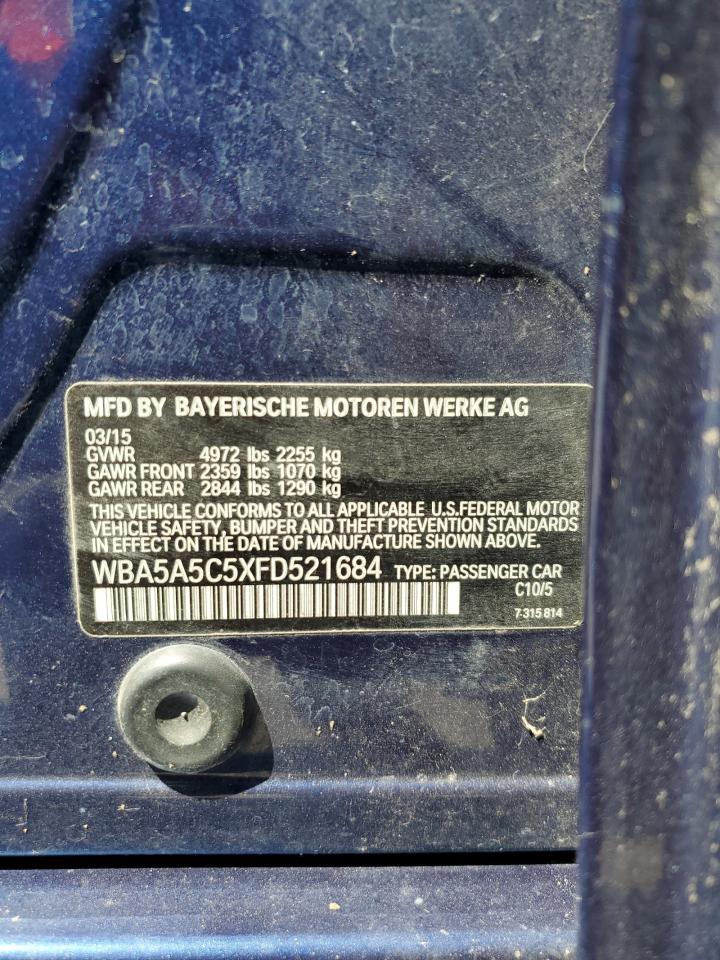 MFD BY BAYERISCHE MOTOREN WERKE AG
03/15
GVWR 4972 lbs 2255 kg
GAWR FRONT 2359 lbs 1070 kg
GAWR REAR 2844 lbs 1290 kg
THIS VEHICLE CONFORMS TO ALL APPLICABLE U.S.FEDERAL MOTOR
VEHICLE SAFETY, BUMPER AND THEFT PREVENTION STANDARDS
IN EFFECT ON THE DATE OF MANUFACTURE SHOWN ABOVE.
WBA5A5C5XFD521684 TYPE: PASSENGER CAR
C10/5
7-315 814